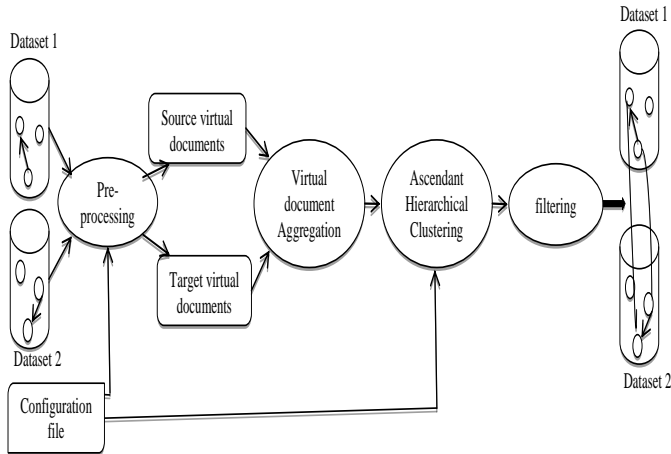 Dataset 1
Dataset 1
Source virtual
documents
Pre-
processing
Virtual
document
Aggregation
Ascendant
Hierarchical
Clustering
filtering
Target virtual
documents
Dataset 2
Dataset 2
Configuration
file